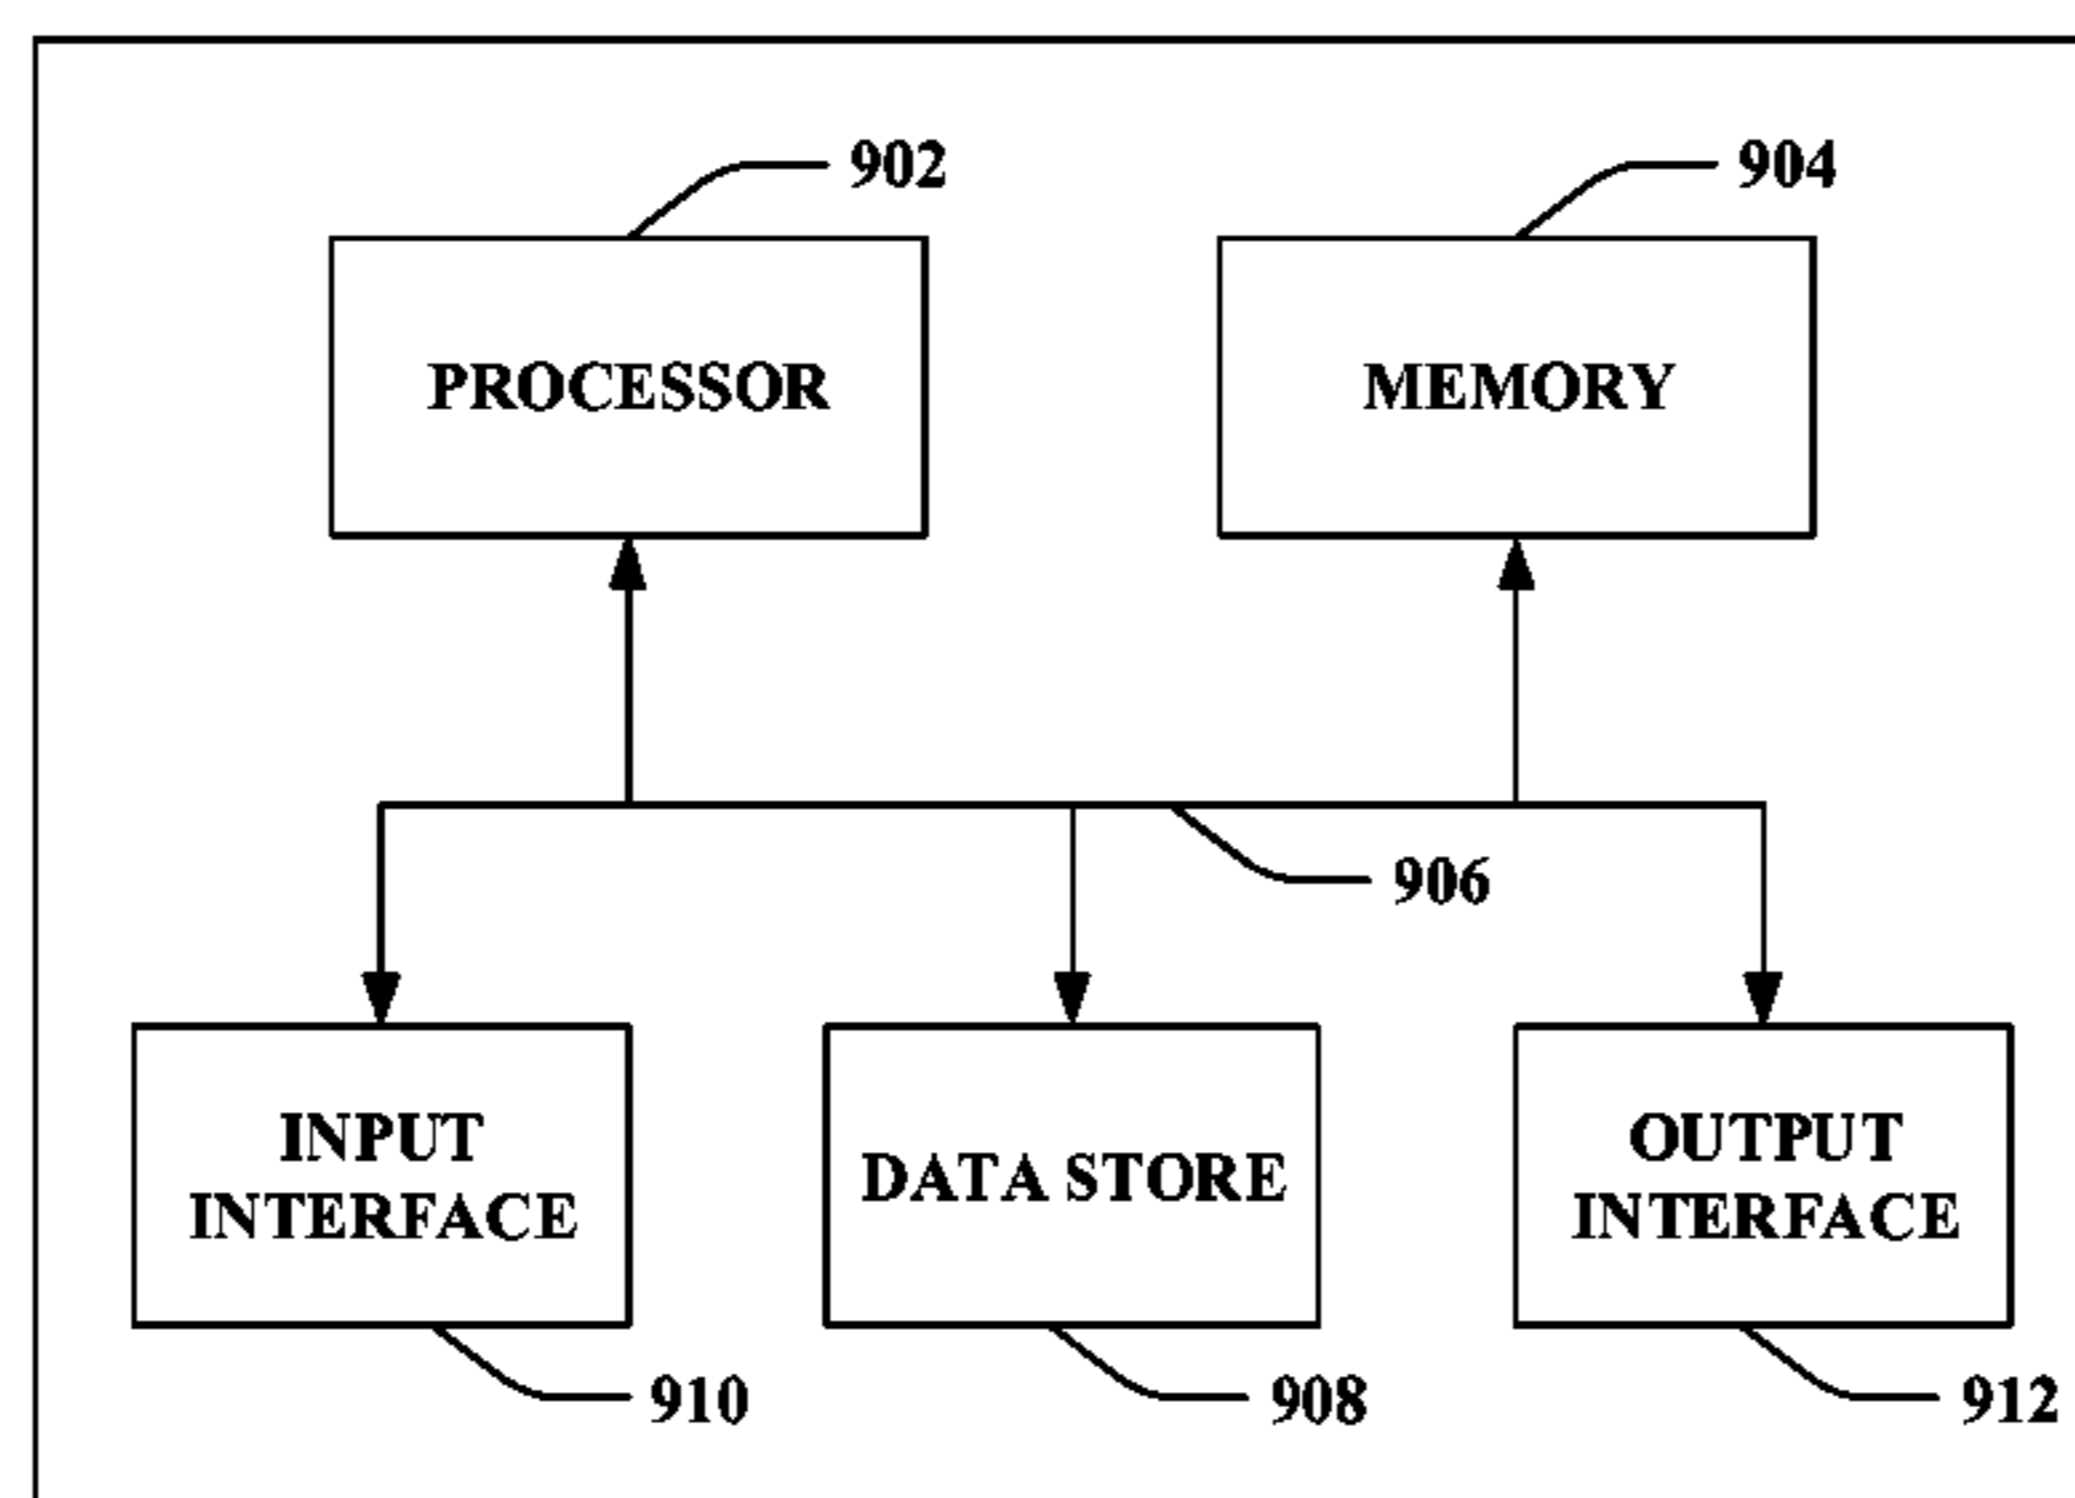 902
904
PROCESSOR
MEMORY
906
INPUT
INTERFACE
DATA STORE
OUTPUT
INTERFACE
910
908
912